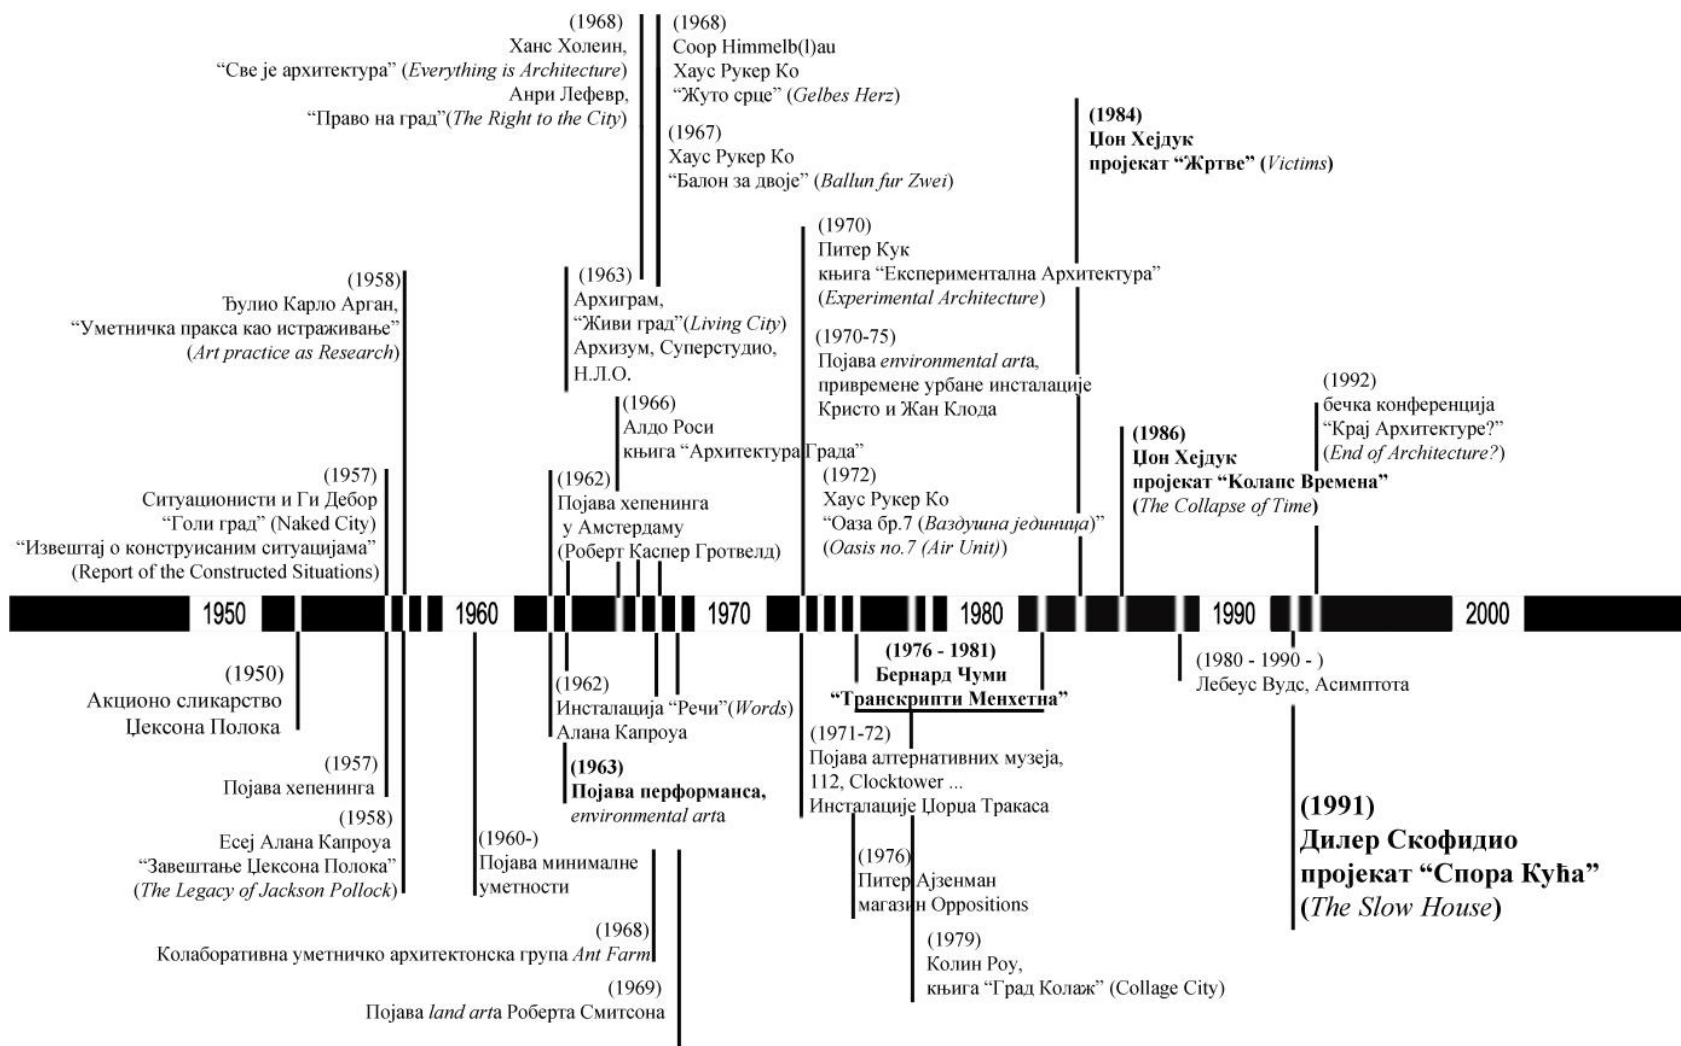 (1968)
Ханс Холеин,
“Све је архитектура” (Everything is Architecture)
Анри Лефевр,
“Право на град”(The Right to the City)
(1968)
Coop Himmelb(l)au
Хаус Рукер Ко
“Жуто срце” (Gelbes Herz)
(1967)
Хаус Рукер Ко
“Балон за двоје” (Ballun fur Zwei)
(1984)
Џон Хејдук
пројекат “Жртве” (Victims)
(1958)
Ђулио Карло Арган,
“Уметничка пракса као истраживање”
(Art practice as Research)
(1963)
Архиграм,
“Живи град”(Living City)
Архизум, Суперстудио,
Н.Л.О.
(1970)
Питер Кук
књига “Експериментална Архитектура”
(Experimental Architecture)
(1970-75)
Појава environmental artа,
привремене урбане инсталације
Кристо и Жан Клода
(1966)
Алдо Роси
књига “Архитектура Града”
(1992)
бечка конференција
“Крај Архитектуре?”
(End of Architecture?)
(1957)
Ситуационисти и Ги Дебор
“Голи град” (Naked City)
“Извештај о конструисаним ситуацијама”
(Report of the Constructed Situations)
(1962)
Појава хепенинга
у Амстердаму
(Роберт Каспер Гротвелд)
(1972)
Хаус Рукер Ко
“Оаза бр.7 (Ваздушна јединица)”
(Oasis no.7 (Air Unit))
(1986)
Џон Хејдук
пројекат “Колапс Времена”
(The Collapse of Time)
1950
1960
1970
1980
1990
2000
(1950)
Акционо сликарство
Џексона Полока
(1957)
Појава хепенинга
(1958)
Есеј Алана Капроуа
“Завештање Џексона Полока”
(The Legacy of Jackson Pollock)
(1960-)
Појава минималне
уметности
(1962)
Инсталација “Речи”(Words)
Алана Капроуа
(1963)
Појава перформанса,
environmental artа
(1968)
Колаборативна уметничко архитектонска група Ant Farm
(1969)
Појава land artа Роберта Смитсона
(1976 - 1981)
Бернард Чуми
“Транскрипти Менхетна”
(1971-72)
Појава алтернативних музеја,
112, Clocktower ...
Инсталације Џорџа Тракаса
(1976)
Питер Ајзенман
магазин Oppositions
(1979)
Колин Роу,
књига “Град Колаж” (Collage City)
(1980 - 1990 - )
Лебеус Вудс, Асимптота
(1991)
Дилер Скофидио
пројекат “Спора Кућа”
(The Slow House)